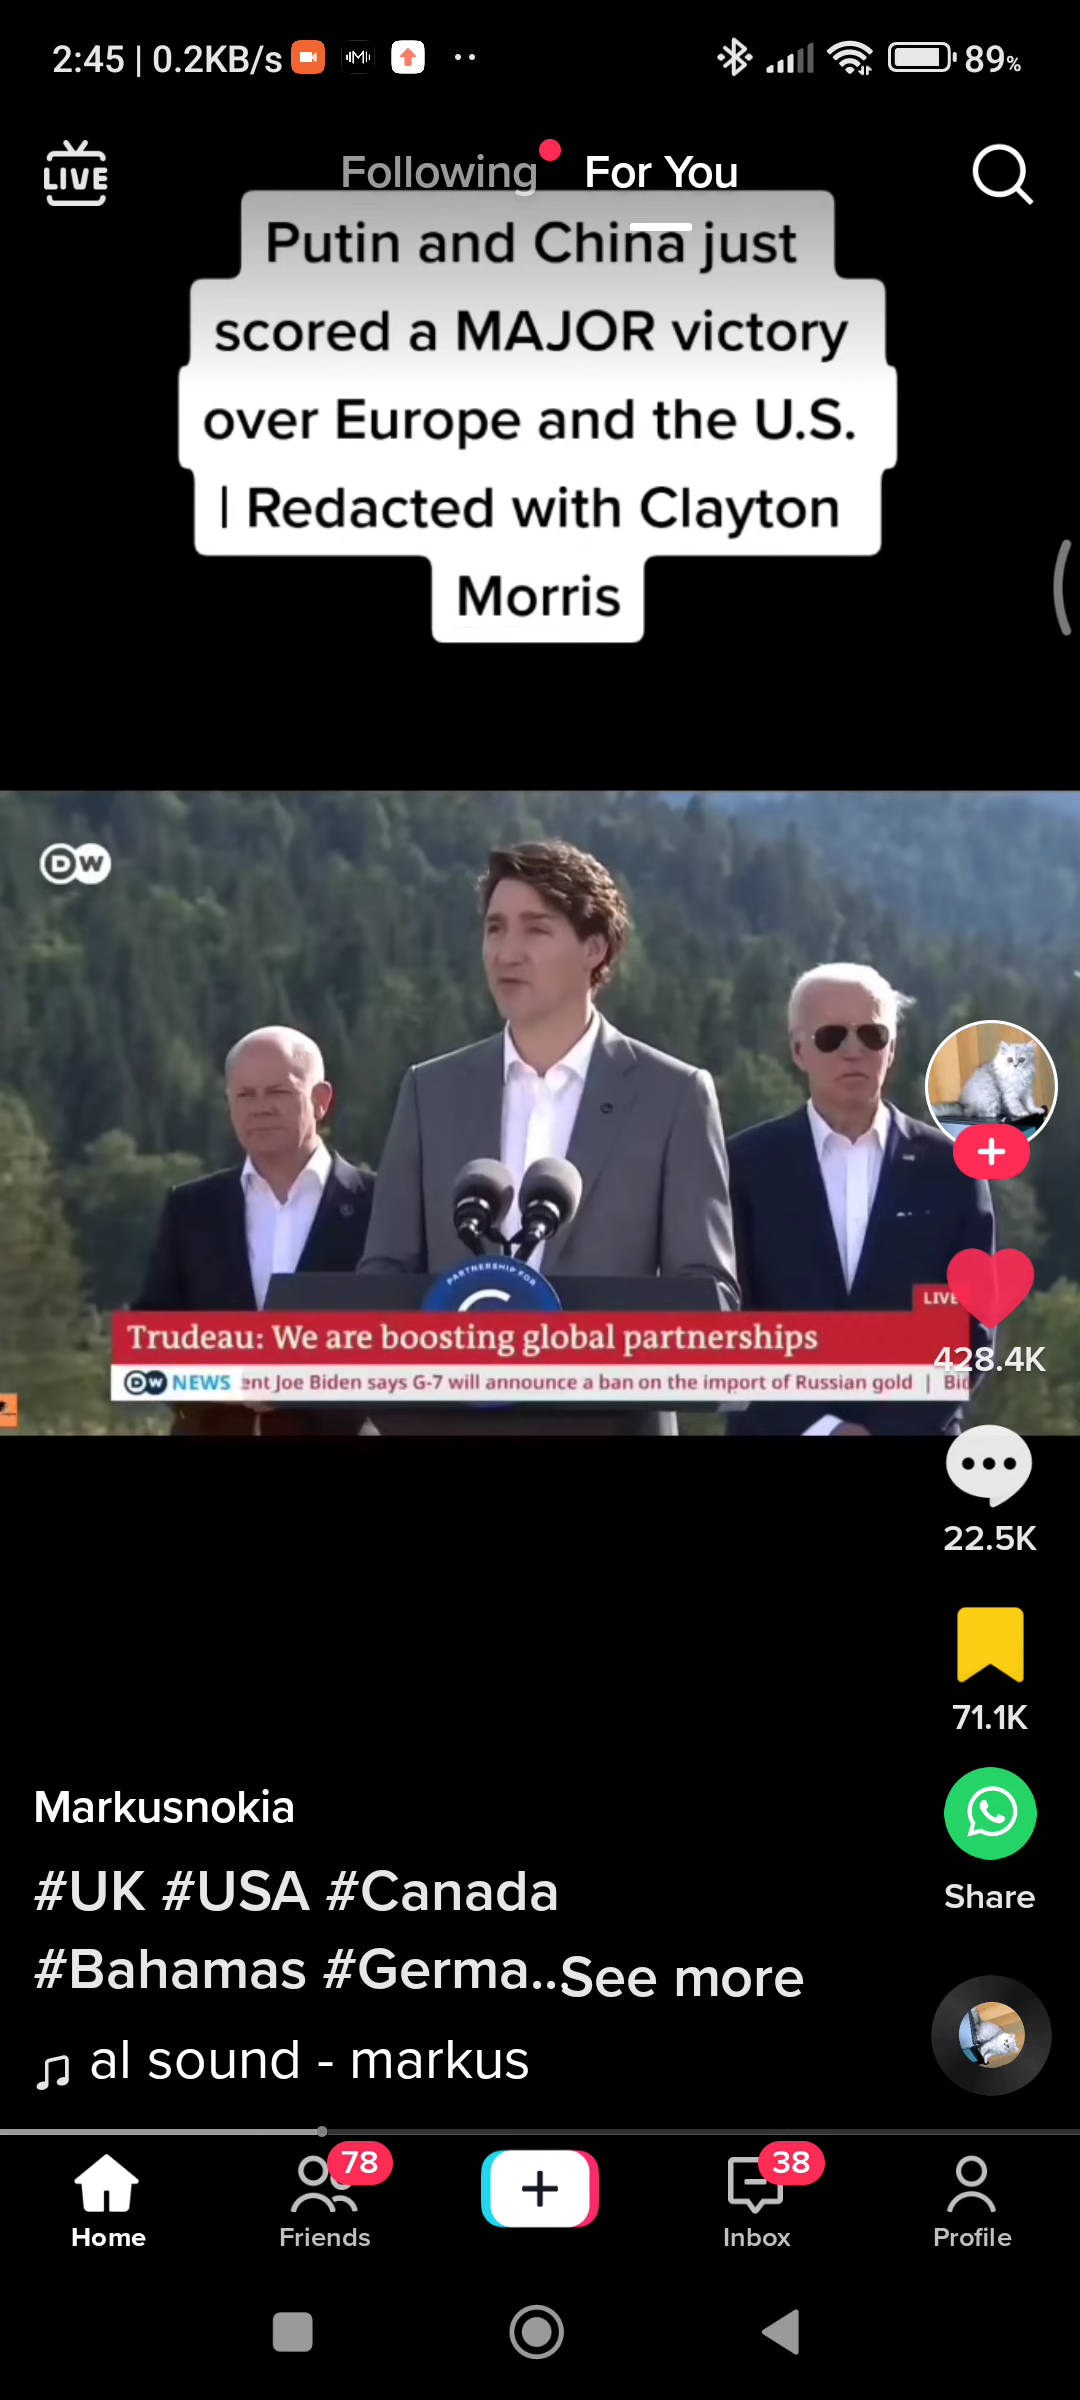 2:45 | 0.2KB/s
89%
LIVE
Following
For You
Putin and China just
scored a MAJOR victory
over Europe and the U.S.
| Redacted with Clayton
Morris
DW
PARTNERSHIP FOR
LIVE
Trudeau: We are boosting global partnerships
DW NEWS ent Joe Biden says G-7 will announce a ban on the import of Russian gold | Bid
428.4K
22.5K
71.1K
Share
Markusnokia
#UK #USA #Canada
#Bahamas #Germa...See more
al sound - markus
Home
78
Friends
38
Inbox
Profile